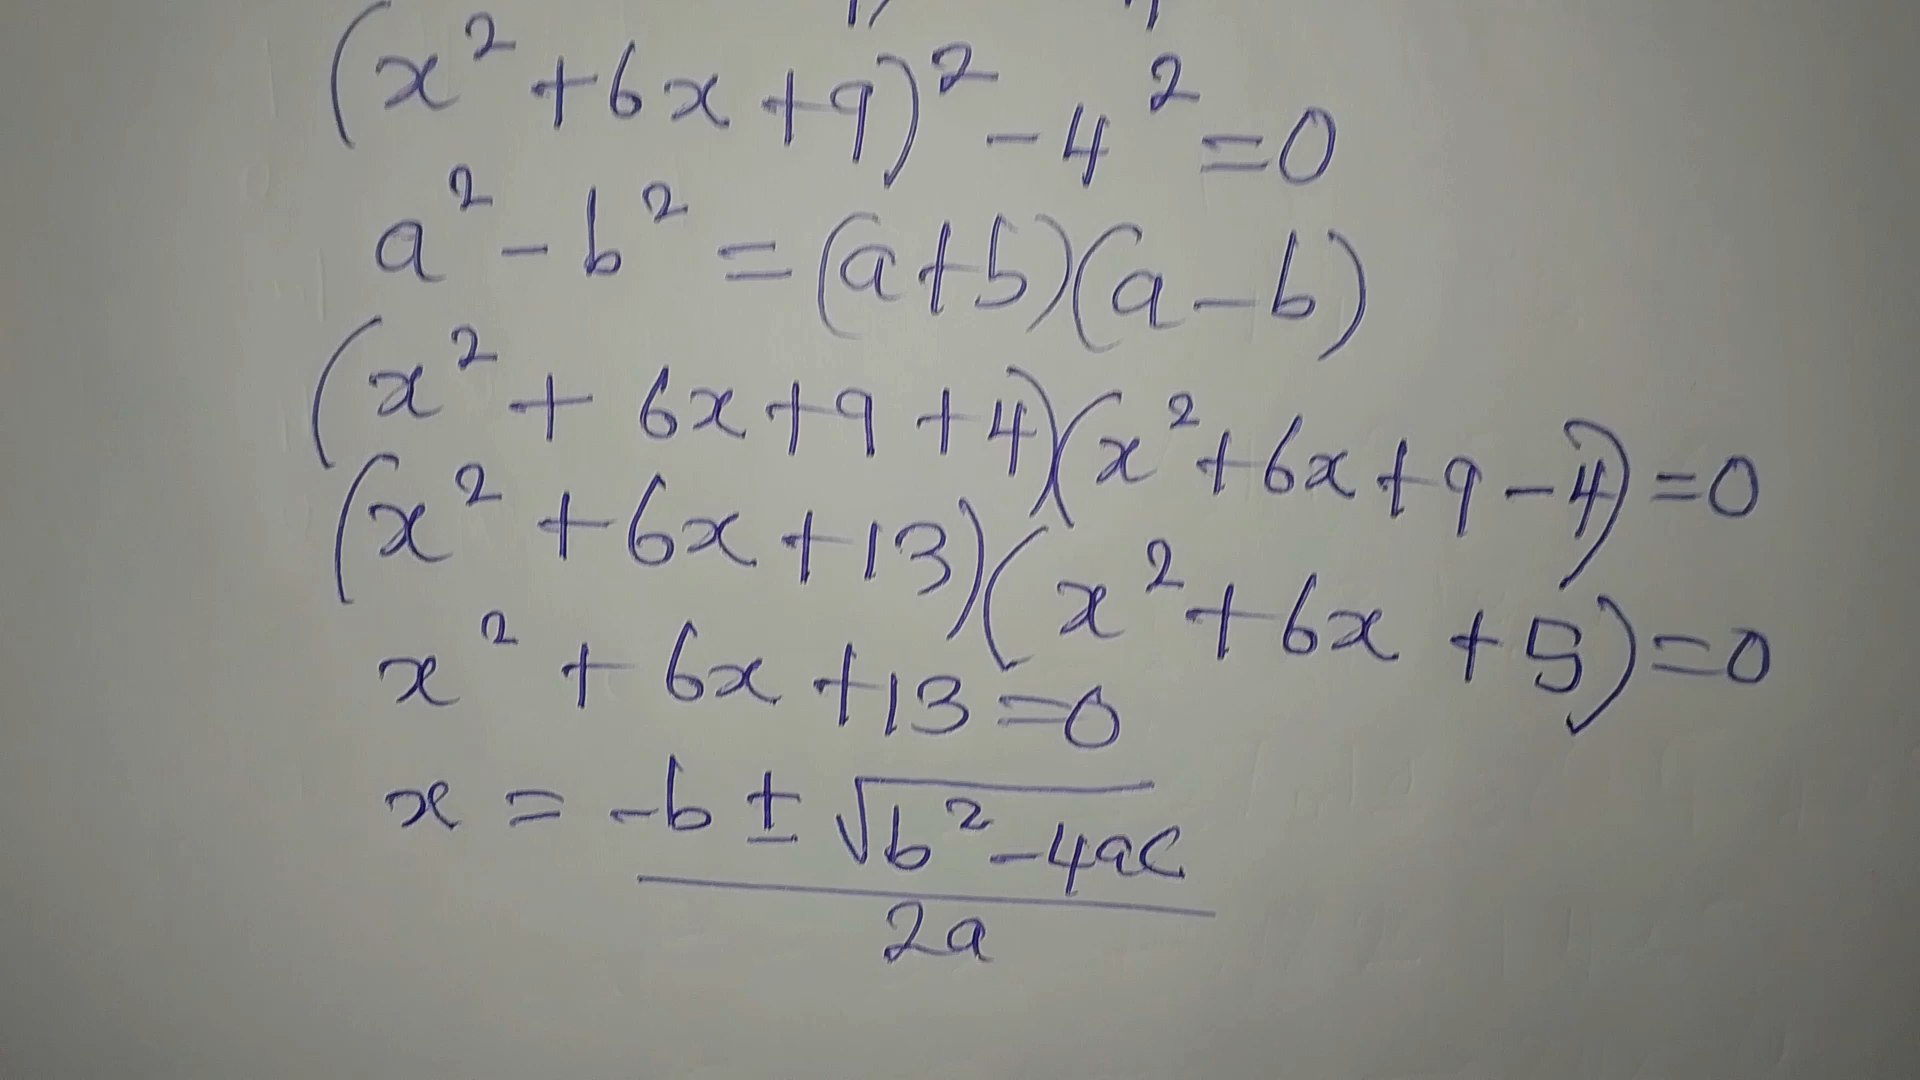 (x² + 6x + 9)² - 4² = 0
a² - b² = (a+b)(a-b)
(x² + 6x + 9 + 4)(x² + 6x + 9 - 4) = 0
(x² + 6x + 13)(x² + 6x + 5) = 0
x² + 6x + 13 = 0
x = -b ± √b² - 4ac
2a